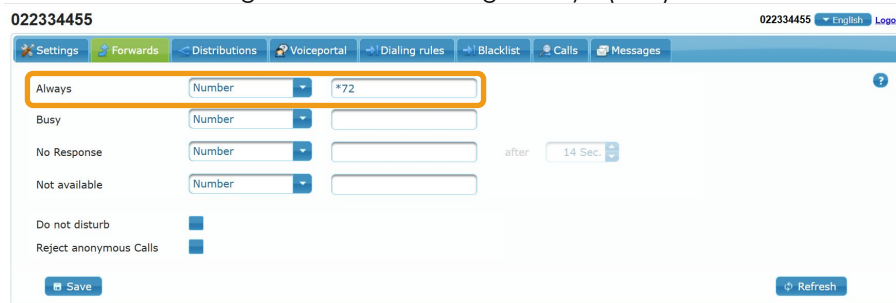 022334455
022334455 English Logo
Settings Forwards Distributions Voiceportal Dialing rules Blacklist Calls Messages
Always Number *72
?
Busy Number
No Response Number after 14 Sec.
Not available Number
Do not disturb
Reject anonymous Calls
Save Refresh